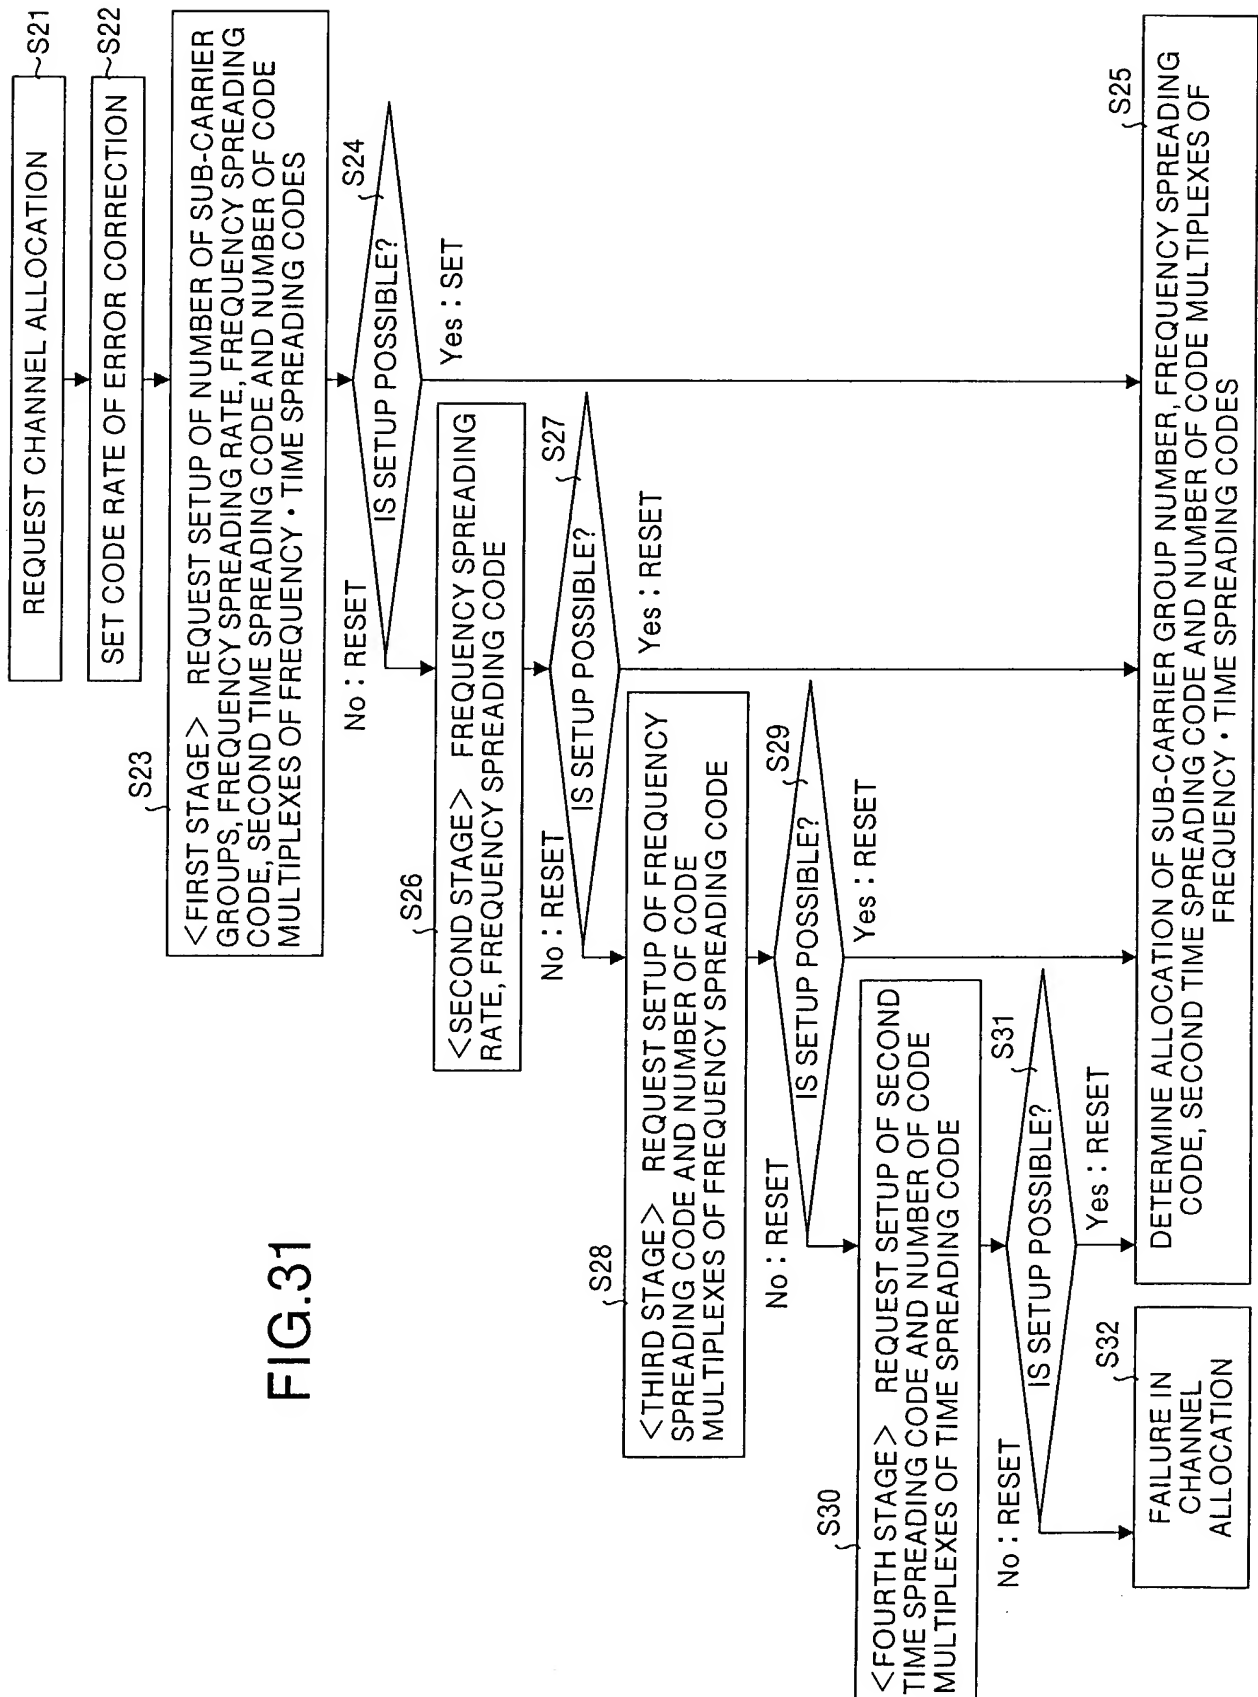 FIG.31
REQUEST CHANNEL ALLOCATION
S21
SET CODE RATE OF ERROR CORRECTION
S22
S23
<FIRST STAGE> REQUEST SETUP OF NUMBER OF SUB-CARRIER
GROUPS, FREQUENCY SPREADING RATE, FREQUENCY SPREADING
CODE, SECOND TIME SPREADING CODE AND NUMBER OF CODE
MULTIPLEXES OF FREQUENCY・TIME SPREADING CODES
S24
IS SETUP POSSIBLE?
No : RESET
Yes : SET
S26
<SECOND STAGE> FREQUENCY SPREADING
RATE, FREQUENCY SPREADING CODE
S27
IS SETUP POSSIBLE?
No : RESET
Yes : RESET
S28
<THIRD STAGE> REQUEST SETUP OF FREQUENCY
SPREADING CODE AND NUMBER OF CODE
MULTIPLEXES OF FREQUENCY SPREADING CODE
S29
IS SETUP POSSIBLE?
No : RESET
Yes : RESET
S30
<FOURTH STAGE> REQUEST SETUP OF SECOND
TIME SPREADING CODE AND NUMBER OF CODE
MULTIPLEXES OF TIME SPREADING CODE
S31
IS SETUP POSSIBLE?
No : RESET
Yes : RESET
S32
FAILURE IN
CHANNEL
ALLOCATION
S25
DETERMINE ALLOCATION OF SUB-CARRIER GROUP NUMBER, FREQUENCY SPREADING
CODE, SECOND TIME SPREADING CODE AND NUMBER OF CODE MULTIPLEXES OF
FREQUENCY・TIME SPREADING CODES